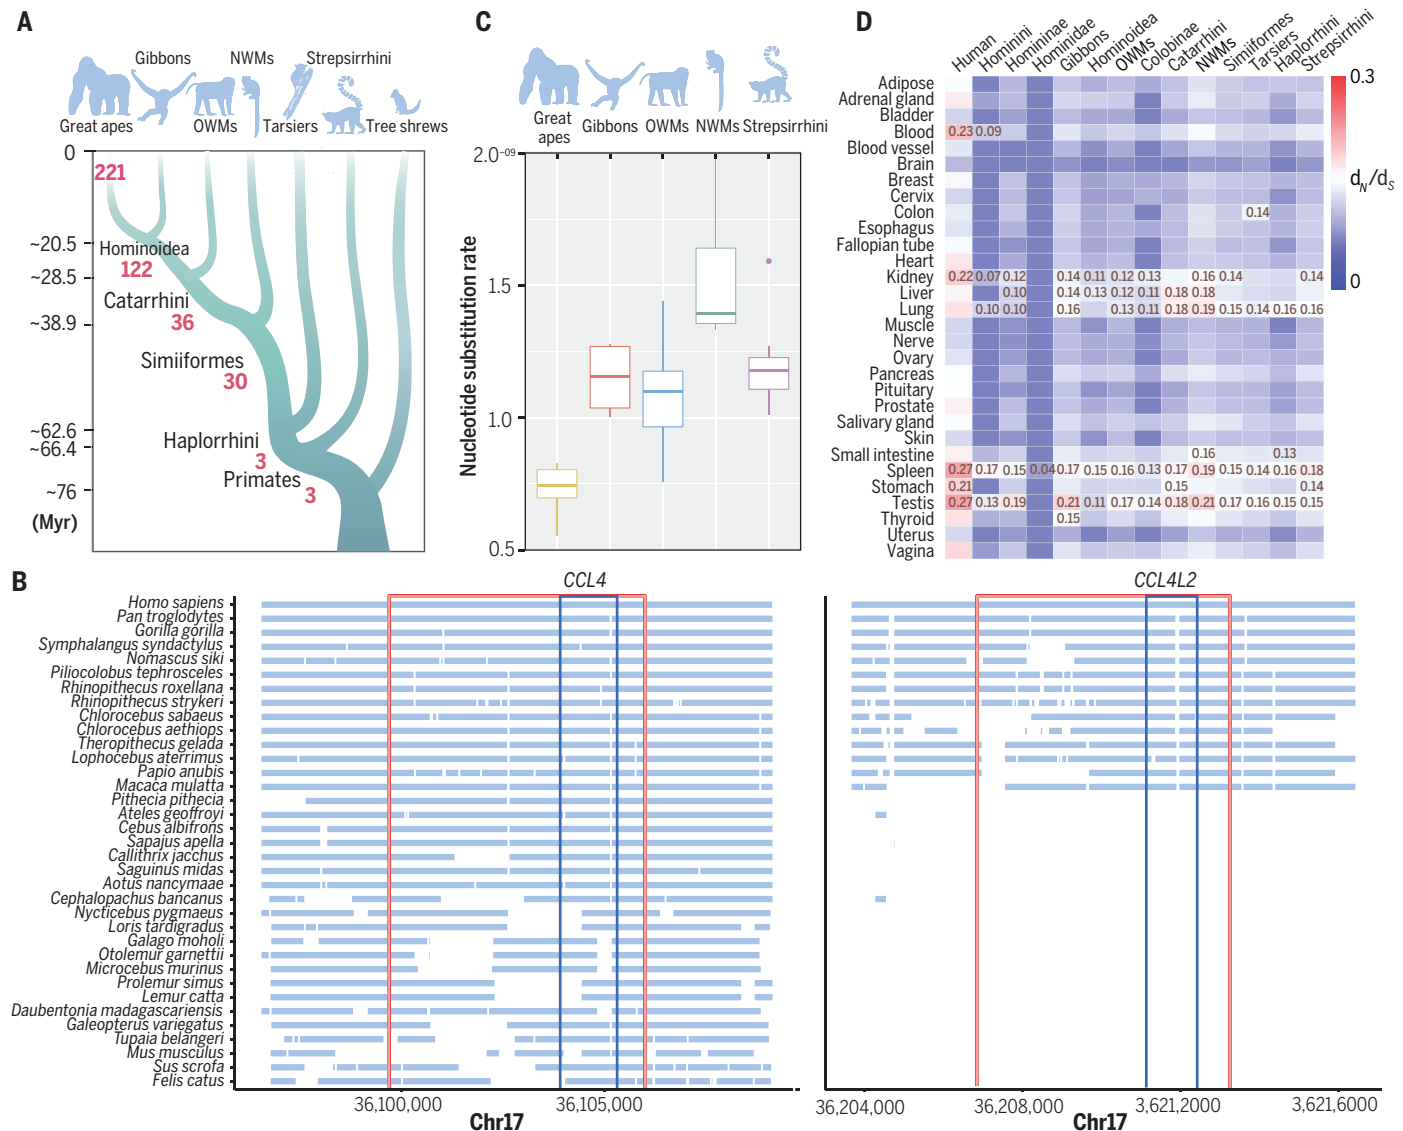 A
Gibbons
NWMs
Strepsirrhini
Great apes
OWMs
Tarsiers
Tree shrews
0
221
~20.5
Hominoidea
122
~28.5
Catarrhini
36
~38.9
Simiiformes
30
~62.6
Haplorrhini
~66.4
3
Primates
3
~76
(Myr)
C
Great apes
Gibbons
OWMs
NWMs
Strepsirrhini
2.0⁻⁰⁹
1.5
1.0
0.5
Nucleotide substitution rate
D
Human
Hominini
Homininae
Hominidae
Gibbons
Hominoidea
OWMs
Colobinae
Catarrhini
NWMs
Simiiformes
Tarsiers
Haplorrhini
Strepsirrhini
Adipose
Adrenal gland
Bladder
Blood 0.23 0.09
Blood vessel
Brain
Breast
Cervix
Colon 0.14
Esophagus
Fallopian tube
Heart
Kidney 0.22 0.07 0.12 0.14 0.11 0.12 0.13 0.16 0.14 0.14
Liver 0.10 0.14 0.13 0.12 0.11 0.18 0.18
Lung 0.10 0.10 0.16 0.13 0.11 0.18 0.19 0.15 0.14 0.16 0.16
Muscle
Nerve
Ovary
Pancreas
Pituitary
Prostate
Salivary gland
Skin
Small intestine 0.16 0.13
Spleen 0.27 0.17 0.15 0.04 0.17 0.15 0.16 0.13 0.17 0.19 0.15 0.14 0.16 0.18
Stomach 0.21 0.15 0.14
Testis 0.27 0.13 0.19 0.21 0.11 0.17 0.14 0.18 0.21 0.17 0.16 0.15 0.15
Thyroid 0.15
Uterus
Vagina
0.3
dN/dS
0
B
CCL4
CCL4L2
Homo sapiens
Pan troglodytes
Gorilla gorilla
Symphalangus syndactylus
Nomascus siki
Piliocolobus tephrosceles
Rhinopithecus roxellana
Rhinopithecus strykeri
Chlorocebus sabaeus
Chlorocebus aethiops
Theropithecus gelada
Lophocebus aterrimus
Papio anubis
Macaca mulatta
Pithecia pithecia
Ateles geoffroyi
Cebus albifrons
Sapajus apella
Callithrix jacchus
Saguinus midas
Aotus nancymaae
Cephalopachus bancanus
Nycticebus pygmaeus
Loris tardigradus
Galago moholi
Otolemur garnettii
Microcebus murinus
Prolemur simus
Lemur catta
Daubentonia madagascariensis
Galeopterus variegatus
Tupaia belangeri
Mus musculus
Sus scrofa
Felis catus
36,100,000 36,105,000
Chr17
36,204,000 36,208,000 3,621,2000 3,621,6000
Chr17